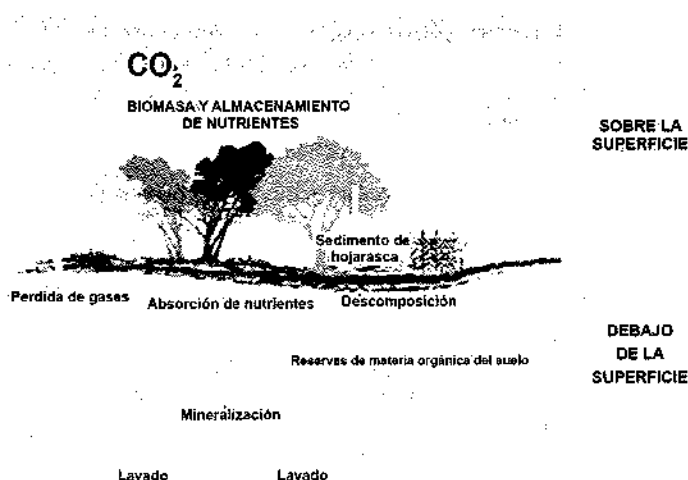 CO₂
BIOMASA Y ALMACENAMIENTO
DE NUTRIENTES
SOBRE LA
SUPERFICIE
Sedimento de
hojarasca
Perdida de gases
Absorción de nutrientes
Descomposición
DEBAJO
DE LA
SUPERFICIE
Reservas de materia orgánica del suelo
Mineralización
Lavado
Lavado